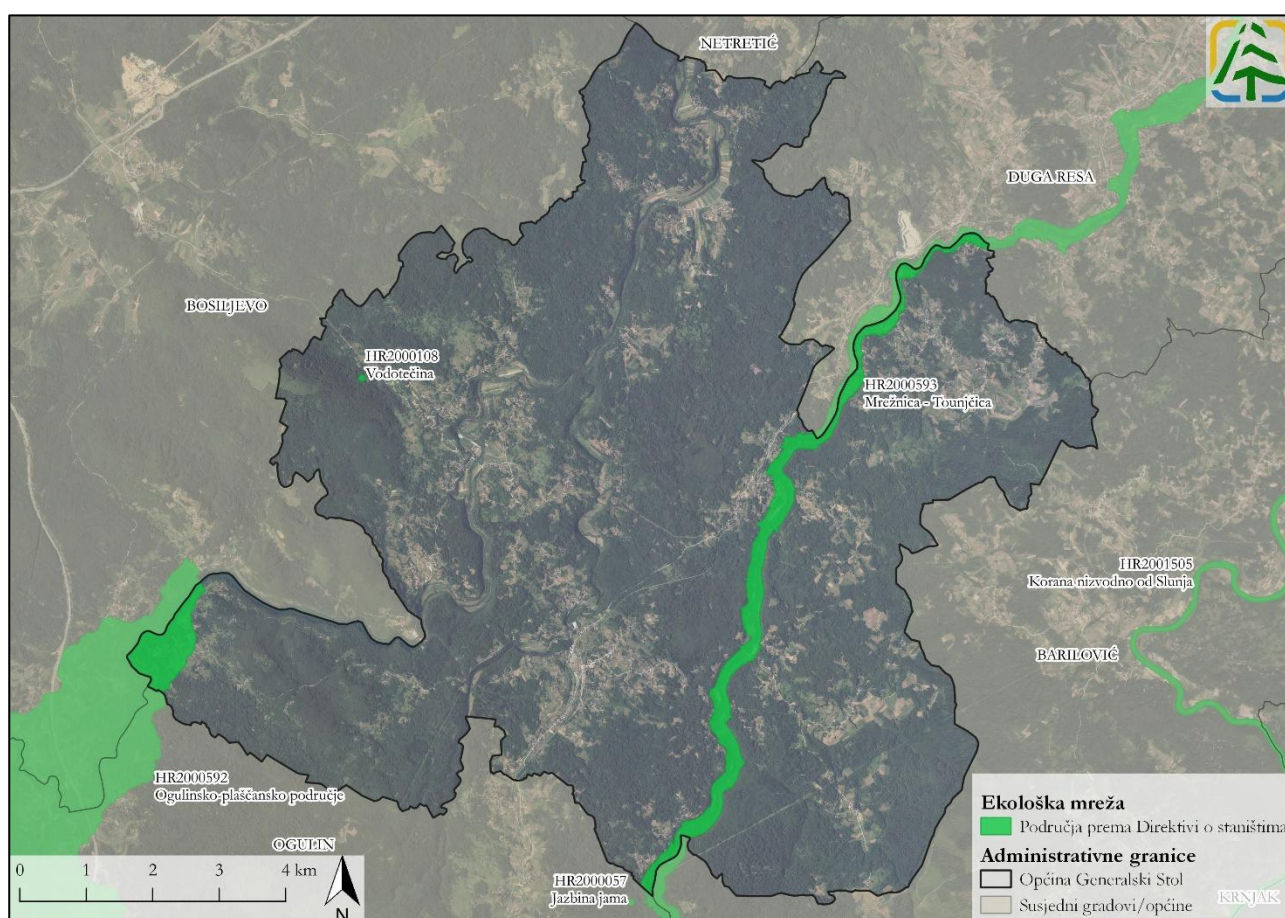 NETRETIĆ
DUGA RESA
BOSILJEVO
HR2000108
Vodotečina
HR2000593
Mrežnica - Tounjčica
HR2001505
Korana nizvodno od Slunja
BARILOVIĆ
HR2000592
Ogulinsko-plaščansko područje
OGULIN
HR2000057
Jazbina jama
KRNJAK
0 1 2 4 km
N
Ekološka mreža
Područja prema Direktivi o staništima
Administrativne granice
Općina Generalski Stol
Susjedni gradovi/općine